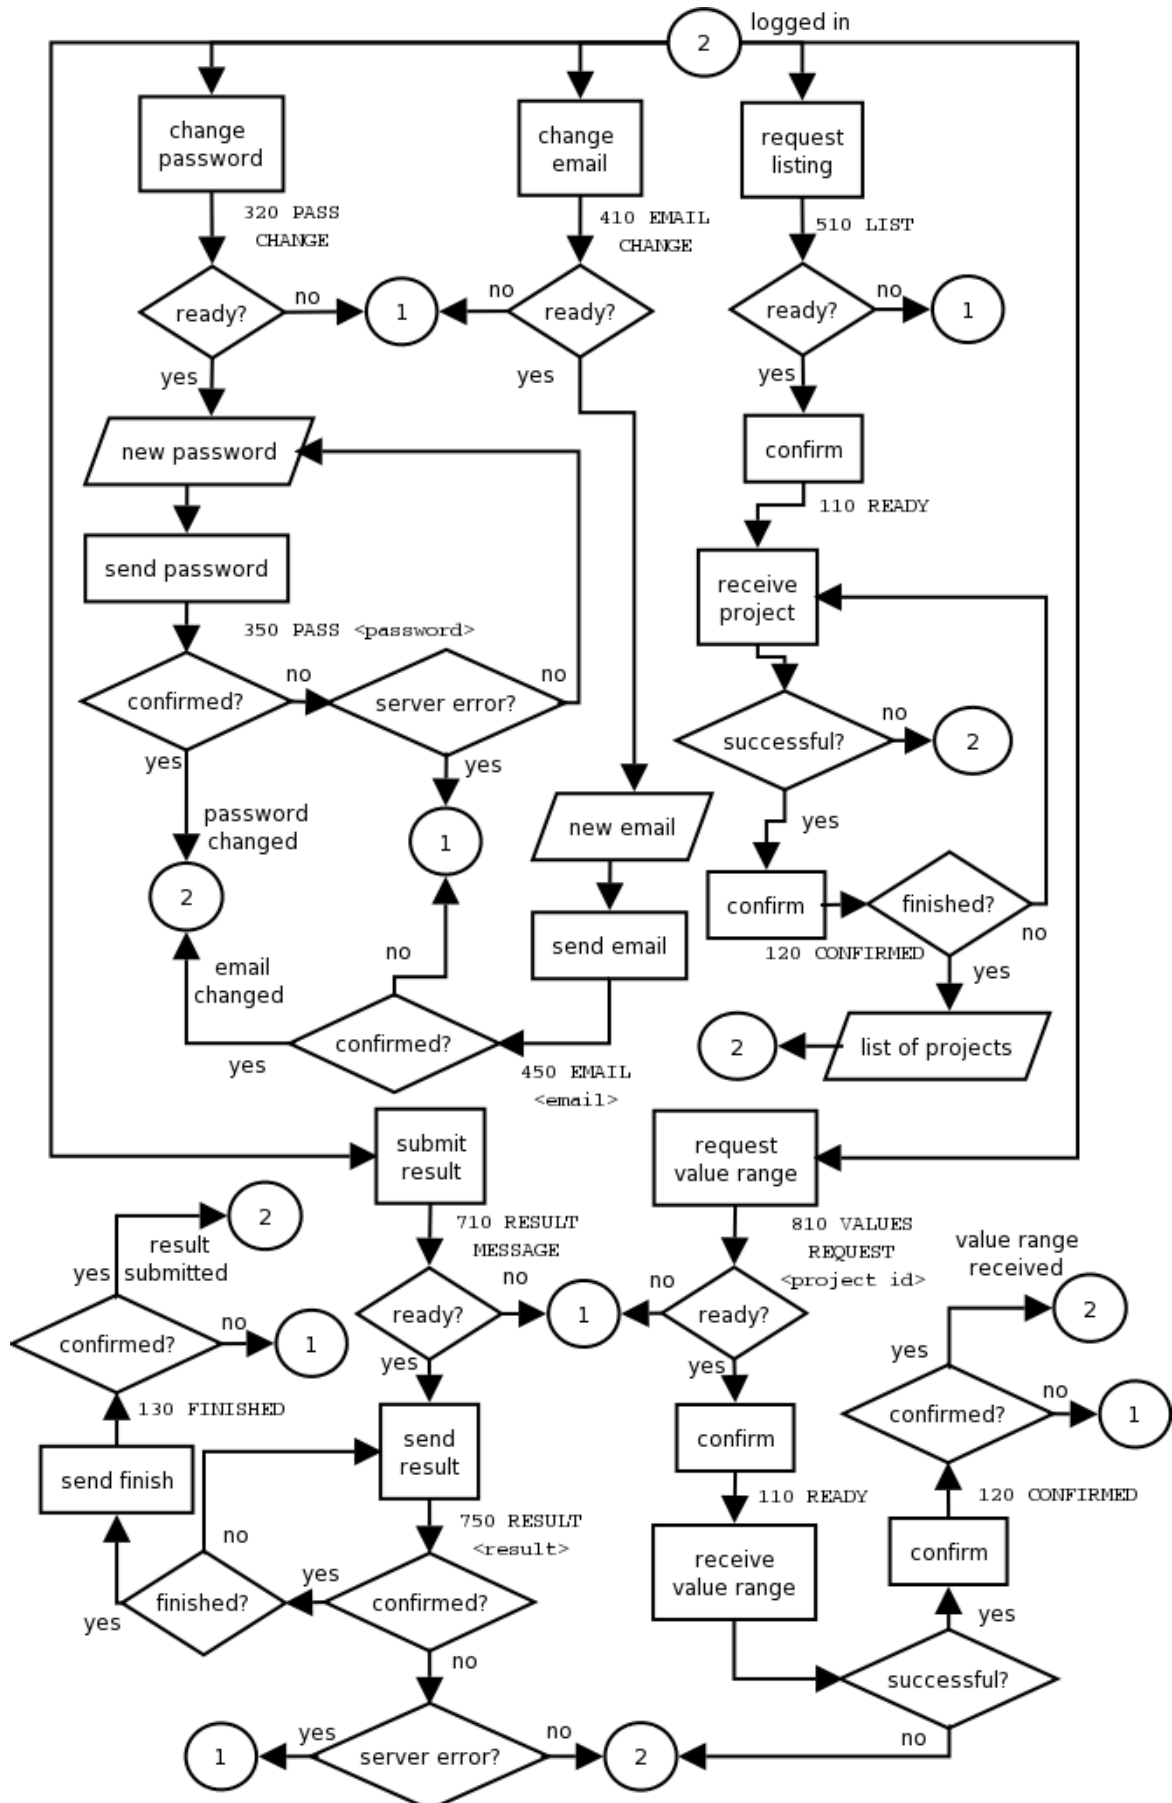 logged in
2
change
password
change
email
request
listing
320 PASS
CHANGE
410 EMAIL
CHANGE
510 LIST
ready?
no
1
no
ready?
ready?
no
1
yes
yes
yes
new password
confirm
110 READY
send password
receive
project
350 PASS <password>
confirmed?
no
server error?
no
successful?
no
2
yes
yes
password
changed
1
new email
yes
2
confirm
finished?
no
120 CONFIRMED
send email
no
email
changed
yes
yes
confirmed?
2
list of projects
450 EMAIL
<email>
submit
result
request
value range
2
result
submitted
yes
710 RESULT
MESSAGE
810 VALUES
REQUEST
<project id>
value range
received
2
confirmed?
no
1
ready?
no
1
no
ready?
yes
yes
yes
confirmed?
no
1
130 FINISHED
send
result
confirm
send finish
110 READY
120 CONFIRMED
no
750 RESULT
<result>
receive
value range
confirm
yes
finished?
yes
confirmed?
yes
no
successful?
1
yes
server error?
no
2
no